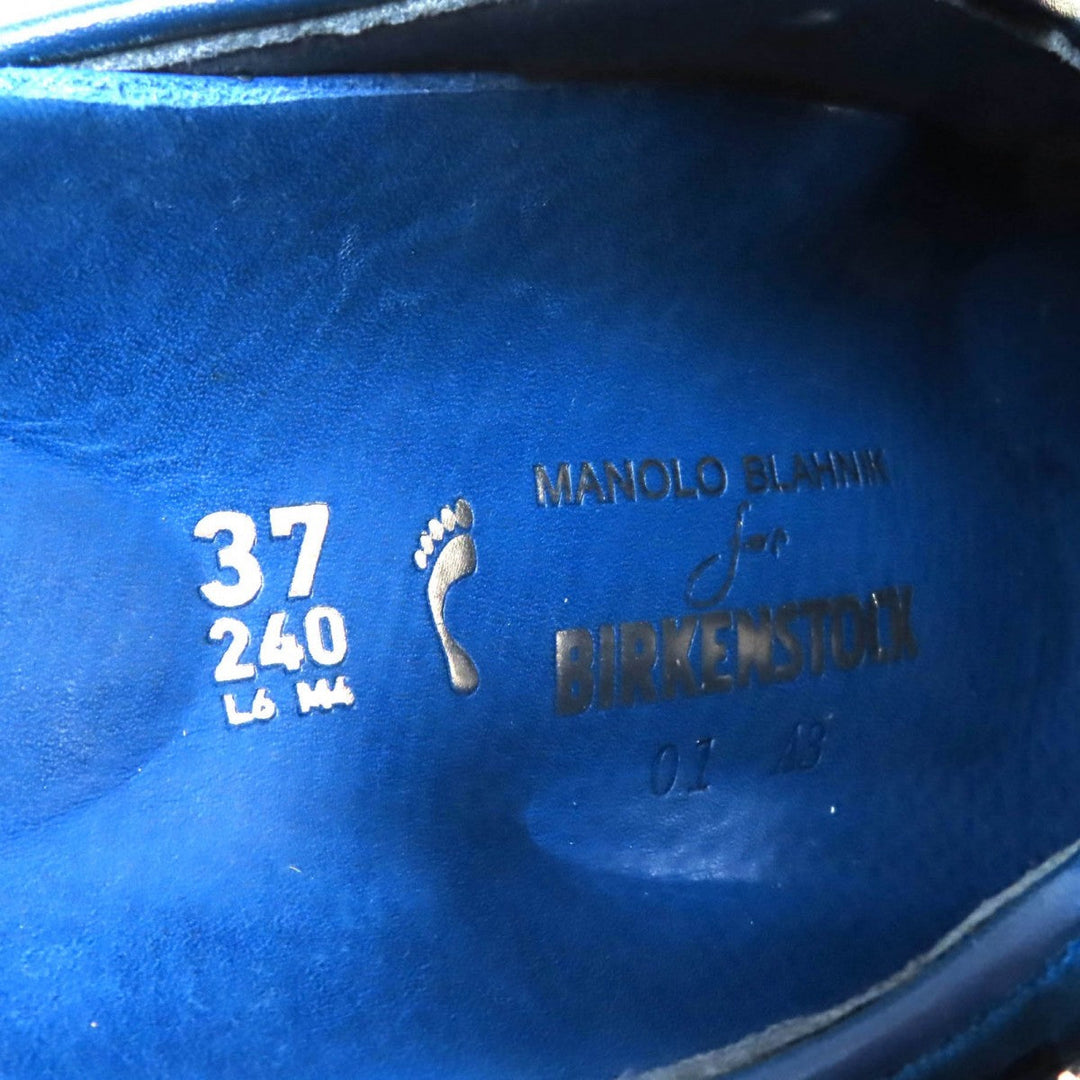 37
240
L6 M4
MANOLO BLAHNIK
for
BIRKENSTOCK
01 A3